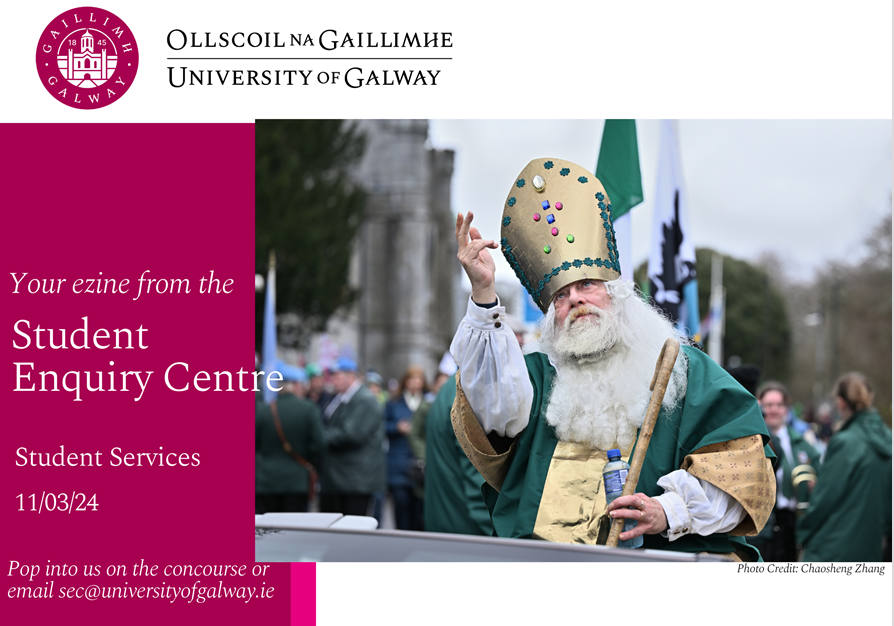 GAILLIMH
18 45
GALWAY
OLLSCOIL NA GAILLIMHE
UNIVERSITY OF GALWAY
Your ezine from the
Student
Enquiry Centre
Student Services
11/03/24
Pop into us on the concourse or
email sec@universityofgalway.ie
Photo Credit: Chaosheng Zhang